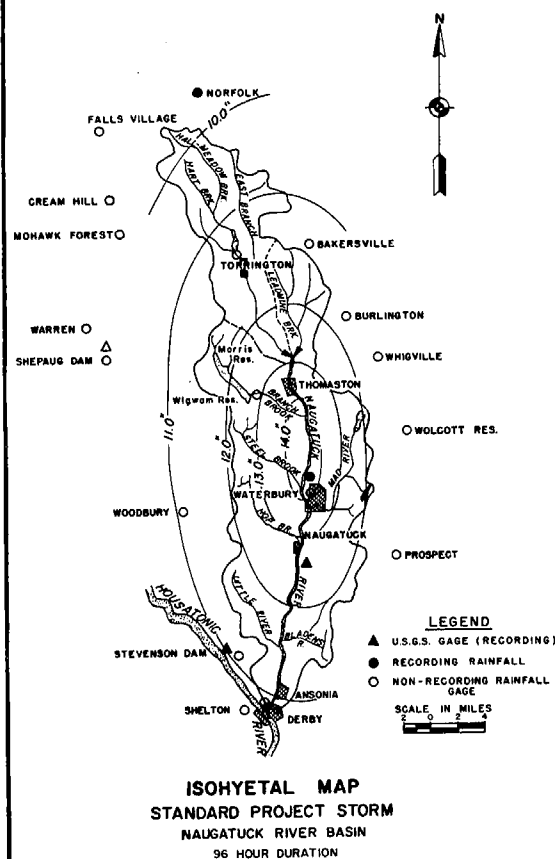 N
NORFOLK
10.0"
FALLS VILLAGE
HALL MEADOW BRK.
HART BRK.
EAST BRANCH
CREAM HILL
MOHAWK FOREST
BAKERSVILLE
TORRINGTON
LEADMINE BRK.
BURLINGTON
WARREN
SHEPAUG DAM
Morris
Res.
WHIGVILLE
THOMASTON
Wigwam Res.
BRANCH
BROOK
NAUGATUCK
11.0"
12.0"
13.0"
14.0"
WOLCOTT RES.
STEEL BROOK
MAD RIVER
WATERBURY
WOODBURY
HOP BR.
NAUGATUCK
PROSPECT
RIVER
HOUSATONIC
LITTLE RIVER
BLADENS
R.
STEVENSON DAM
ANSONIA
SHELTON
DERBY
RIVER
LEGEND
U.S.G.S. GAGE (RECORDING)
RECORDING RAINFALL
NON-RECORDING RAINFALL
GAGE
SCALE IN MILES
2 0 2 4
ISOHYETAL MAP
STANDARD PROJECT STORM
NAUGATUCK RIVER BASIN
96 HOUR DURATION